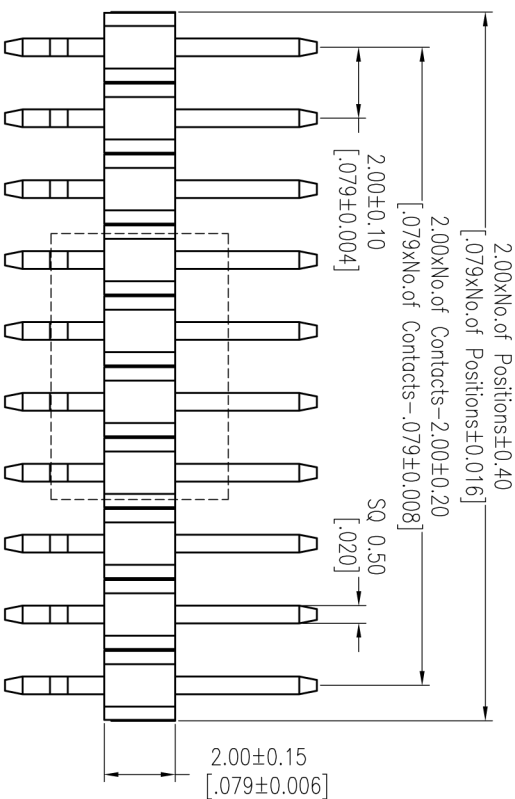 2.00xNo.of Positions±0.40
[.079xNo.of Positions±0.016]
2.00xNo.of Contacts-2.00±0.20
[.079xNo.of Contacts-.079±0.008]
2.00±0.10
[.079±0.004]
SQ 0.50
[.020]
2.00±0.15
[.079±0.006]